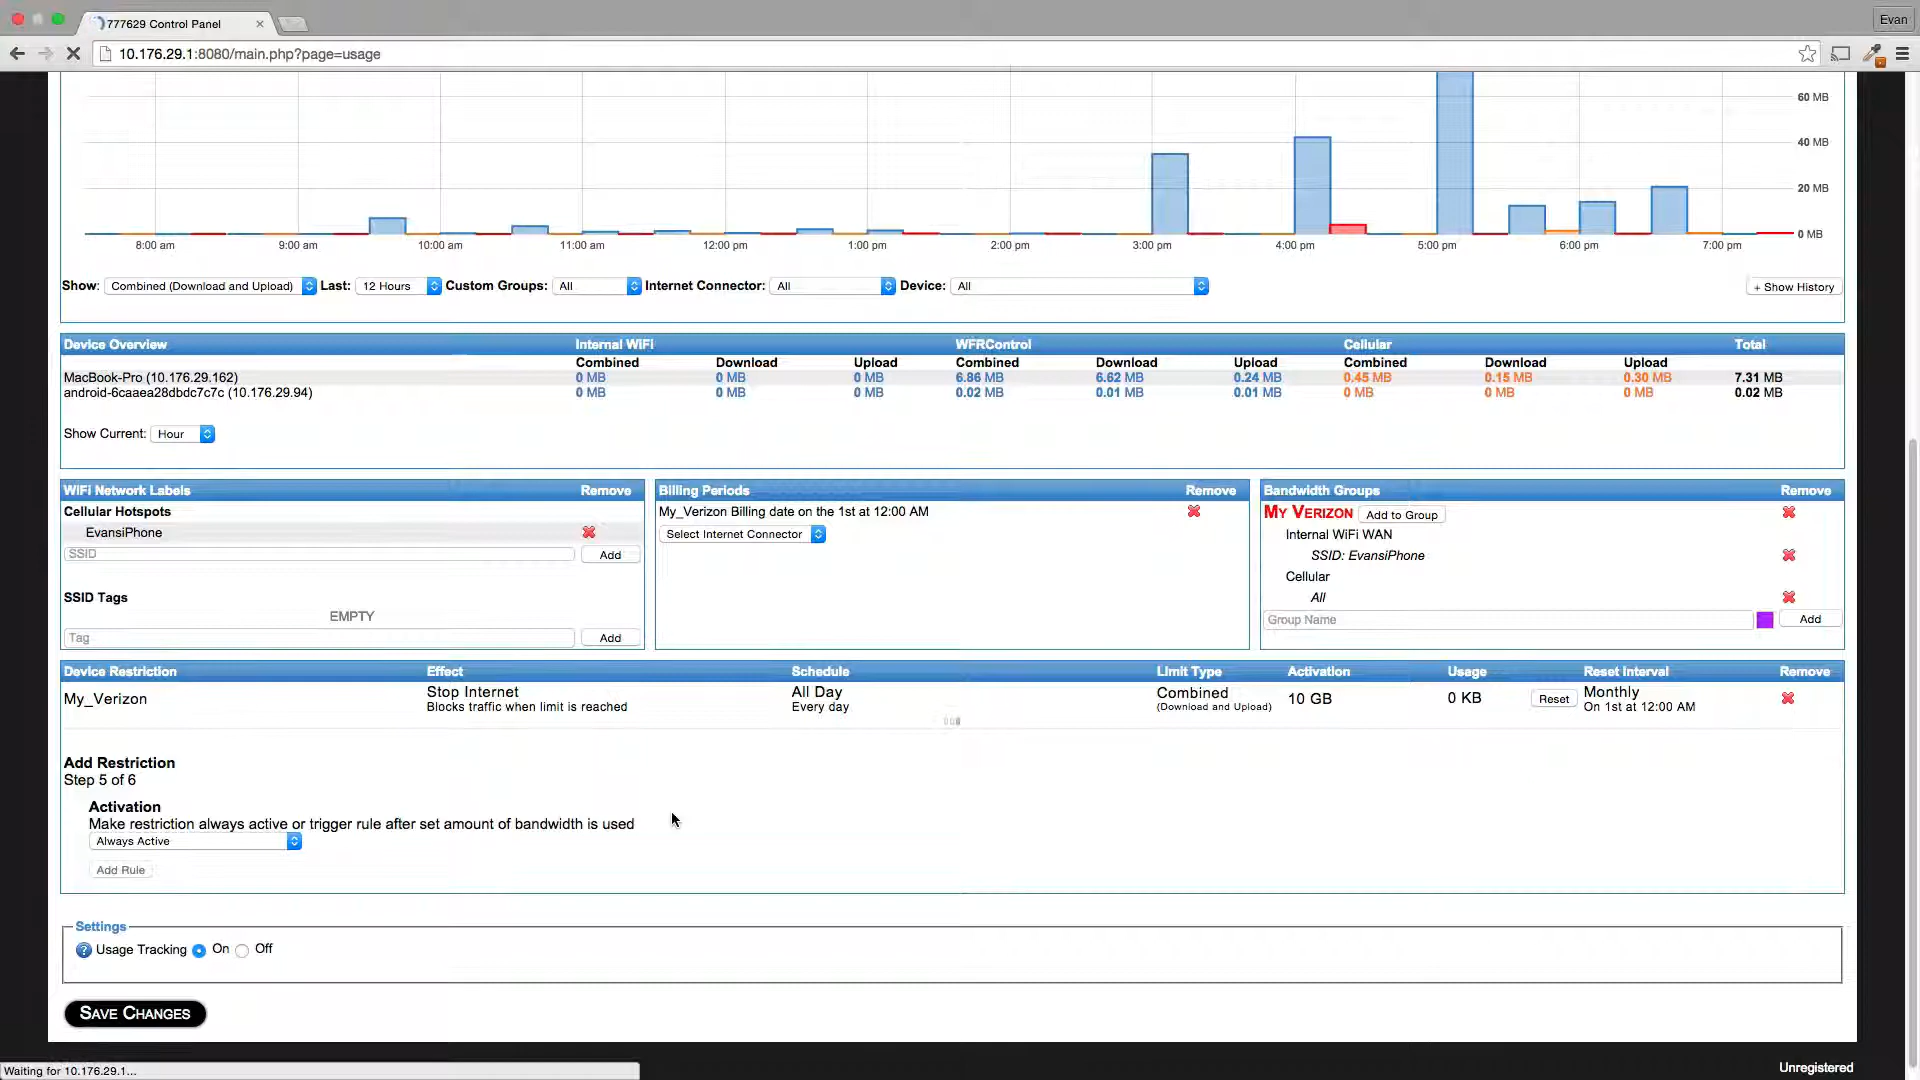 777629 Control Panel
Evan
10.176.29.1:8080/main.php?page=usage
60 MB
40 MB
20 MB
0 MB
8:00 am 9:00 am 10:00 am 11:00 am 12:00 pm 1:00 pm 2:00 pm 3:00 pm 4:00 pm 5:00 pm 6:00 pm 7:00 pm
Show: Combined (Download and Upload) Last: 12 Hours Custom Groups: All Internet Connector: All Device: All + Show History
Device Overview Internal WiFi WFRControl Cellular Total
Combined Download Upload Combined Download Upload Combined Download Upload
MacBook-Pro (10.176.29.162) 0 MB 0 MB 0 MB 6.86 MB 6.62 MB 0.24 MB 0.45 MB 0.15 MB 0.30 MB 7.31 MB
android-6caaea28dbdc7c7c (10.176.29.94) 0 MB 0 MB 0 MB 0.02 MB 0.01 MB 0.01 MB 0 MB 0 MB 0 MB 0.02 MB
Show Current: Hour
WiFi Network Labels Remove
Cellular Hotspots
EvansiPhone
SSID Add
SSID Tags
EMPTY
Tag Add
Billing Periods Remove
My_Verizon Billing date on the 1st at 12:00 AM
Select Internet Connector
Bandwidth Groups Remove
MY VERIZON Add to Group
Internal WiFi WAN
SSID: EvansiPhone
Cellular
All
Group Name Add
Device Restriction Effect Schedule Limit Type Activation Usage Reset Interval Remove
My_Verizon Stop Internet All Day Combined 10 GB 0 KB Reset Monthly
Blocks traffic when limit is reached Every day (Download and Upload) On 1st at 12:00 AM
Add Restriction
Step 5 of 6
Activation
Make restriction always active or trigger rule after set amount of bandwidth is used
Always Active
Add Rule
Settings
? Usage Tracking On Off
SAVE CHANGES
Waiting for 10.176.29.1...
Unregistered